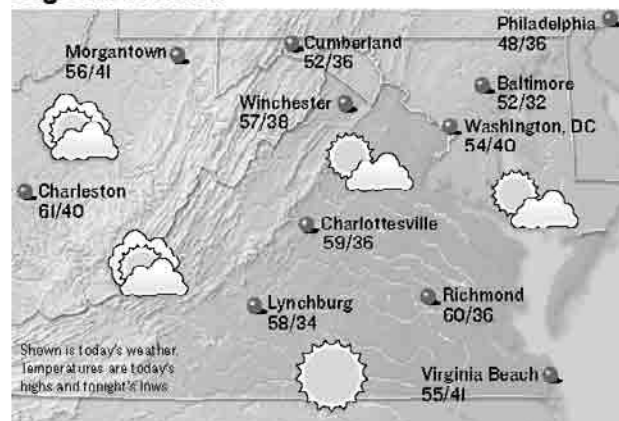 Philadelphia
48/36
Morgantown
56/41
Cumberland
52/36
Baltimore
52/32
Winchester
57/38
Washington, DC
54/40
Charleston
61/40
Charlottesville
59/36
Lynchburg
58/34
Richmond
60/36
Shown is today's weather.
Temperatures are today's
highs and tonight's lows
Virginia Beach
55/41